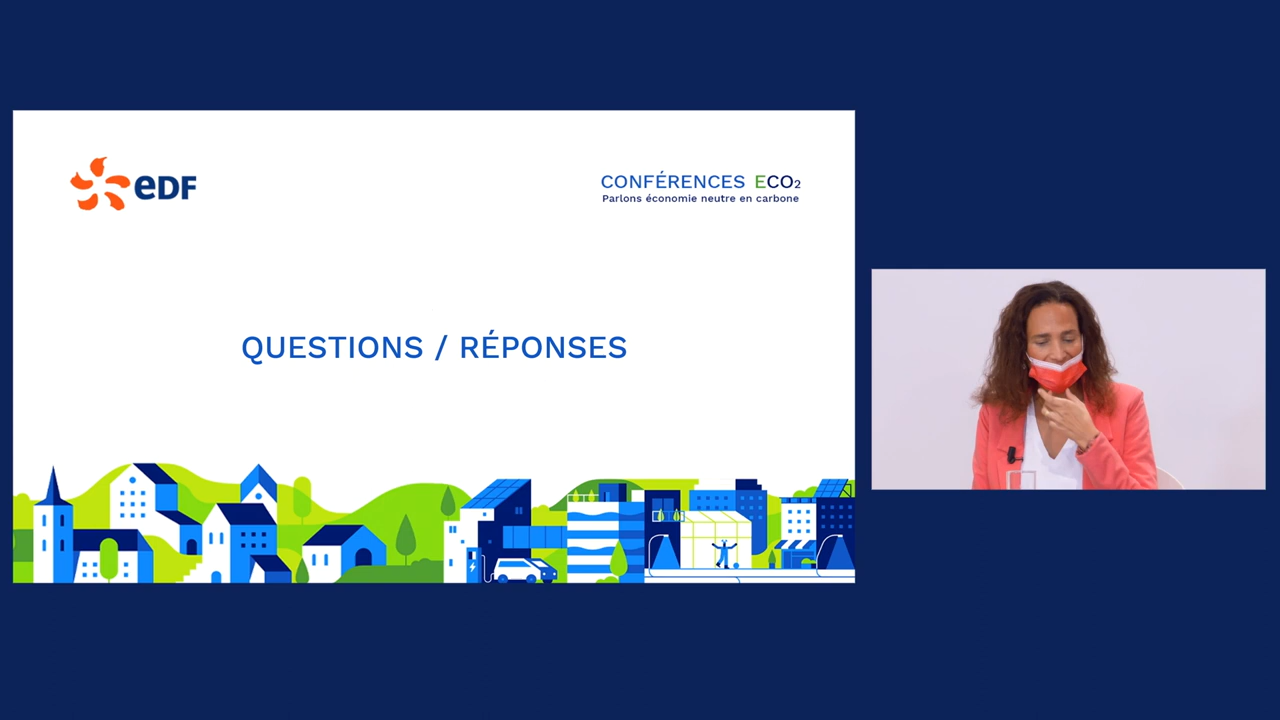 eDF
CONFÉRENCES ECO₂
Parlons économie neutre en carbone
QUESTIONS / RÉPONSES